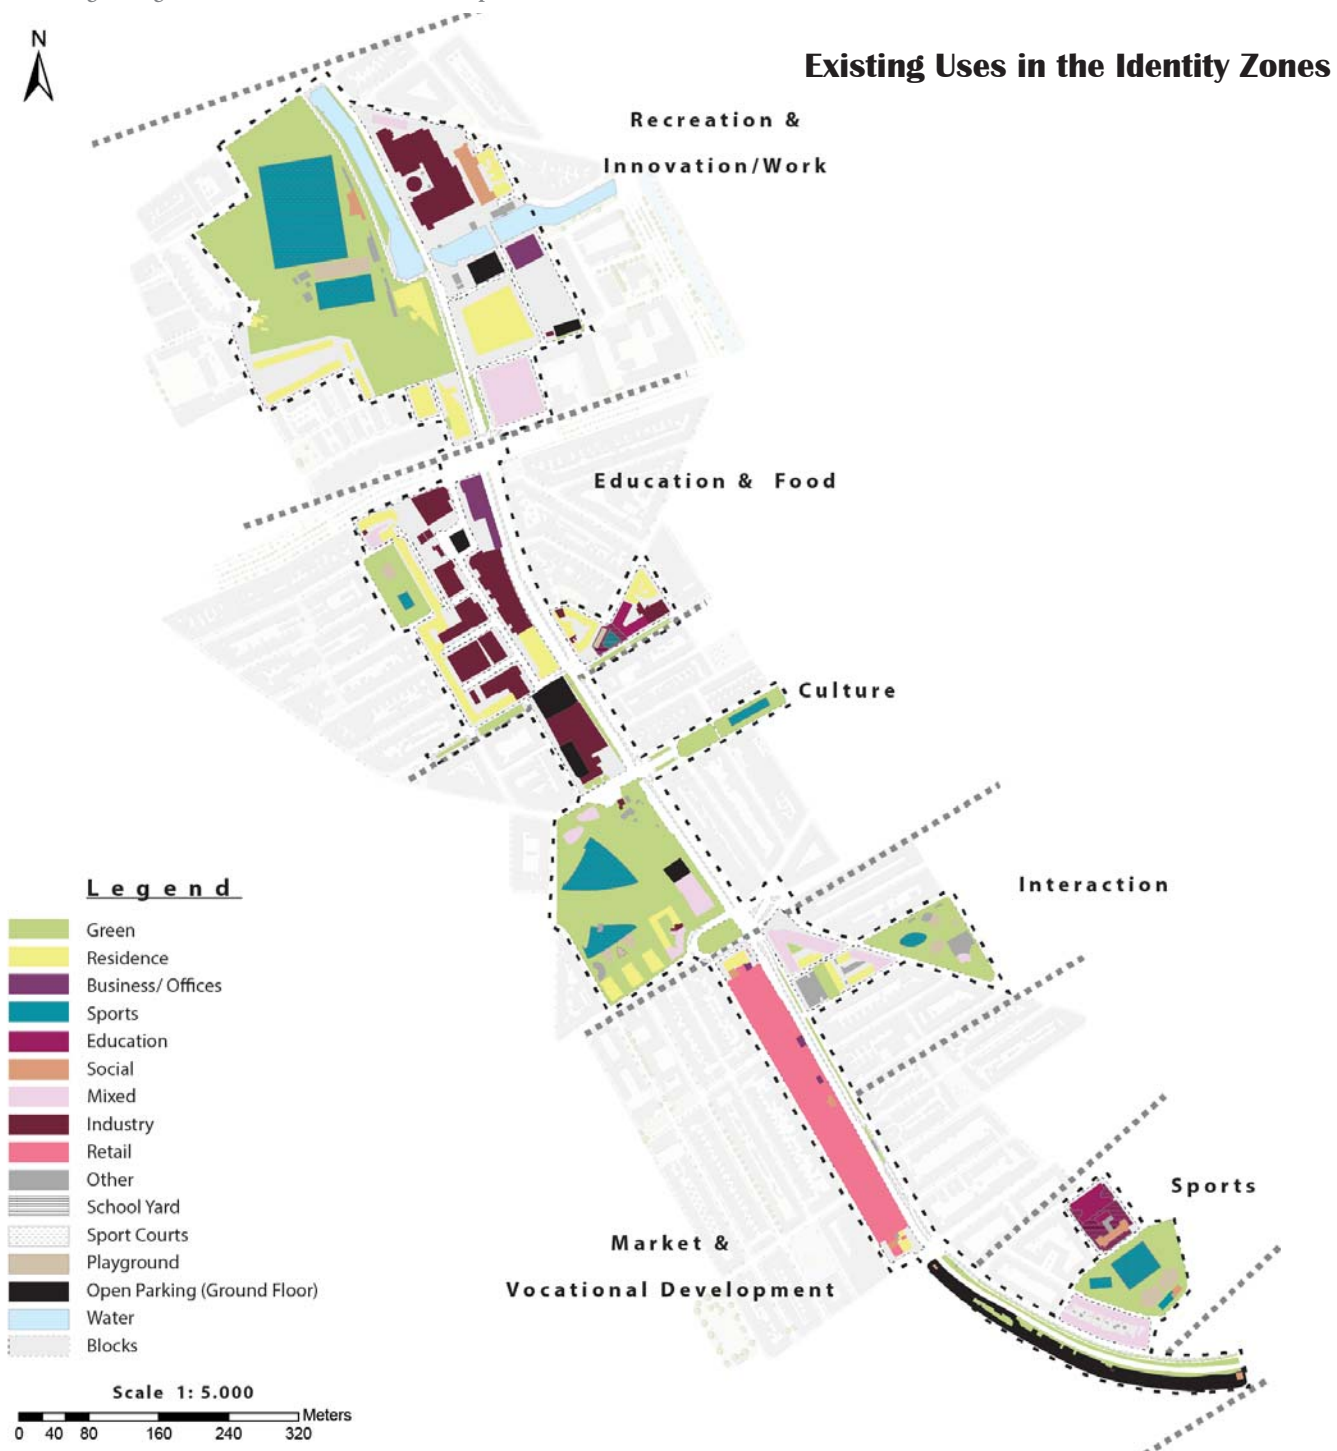 N
Existing Uses in the Identity Zones
Recreation &
Innovation/Work
Education & Food
Culture
Interaction
Sports
Market &
Vocational Development
Legend
Green
Residence
Business/ Offices
Sports
Education
Social
Mixed
Industry
Retail
Other
School Yard
Sport Courts
Playground
Open Parking (Ground Floor)
Water
Blocks
Scale 1: 5.000
Meters
0 40 80 160 240 320